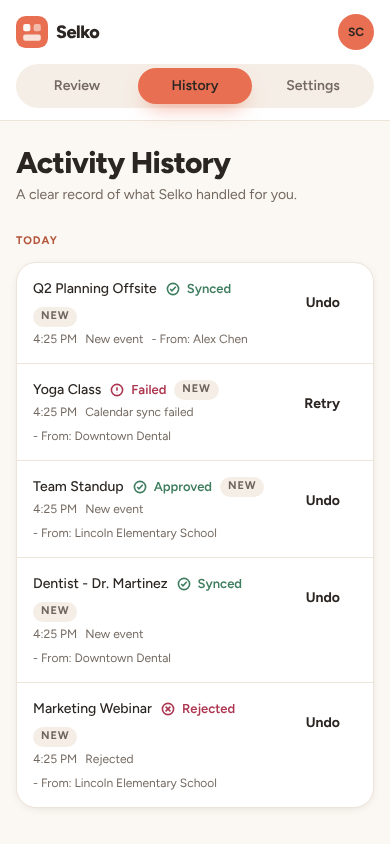 Selko
SC
Review History Settings
Activity History
A clear record of what Selko handled for you.
TODAY
Q2 Planning Offsite Synced
NEW
4:25 PM New event - From: Alex Chen
Undo
Yoga Class Failed NEW
4:25 PM Calendar sync failed
- From: Downtown Dental
Retry
Team Standup Approved NEW
4:25 PM New event
- From: Lincoln Elementary School
Undo
Dentist - Dr. Martinez Synced
NEW
4:25 PM New event
- From: Downtown Dental
Undo
Marketing Webinar Rejected
NEW
4:25 PM Rejected
- From: Lincoln Elementary School
Undo